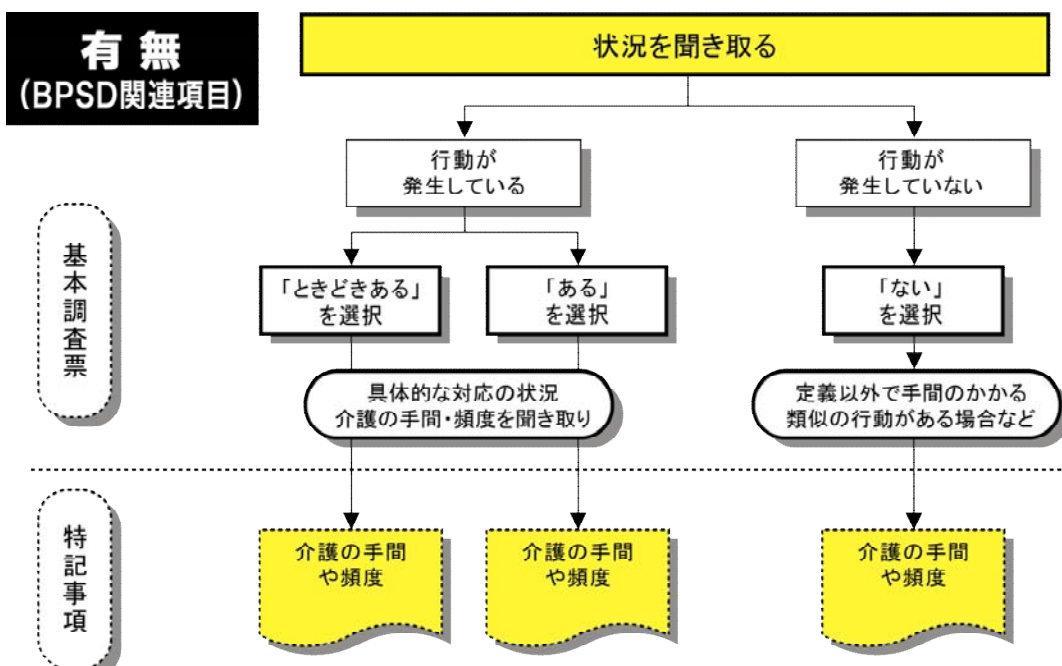 有無
(BPSD関連項目)
状況を聞き取る
行動が
発生している
行動が
発生していない
基本調査票
「ときどきある」
を選択
「ある」
を選択
「ない」
を選択
具体的な対応の状況
介護の手間・頻度を聞き取り
定義以外で手間のかかる
類似の行動がある場合など
特記事項
介護の手間
や頻度
介護の手間
や頻度
介護の手間
や頻度